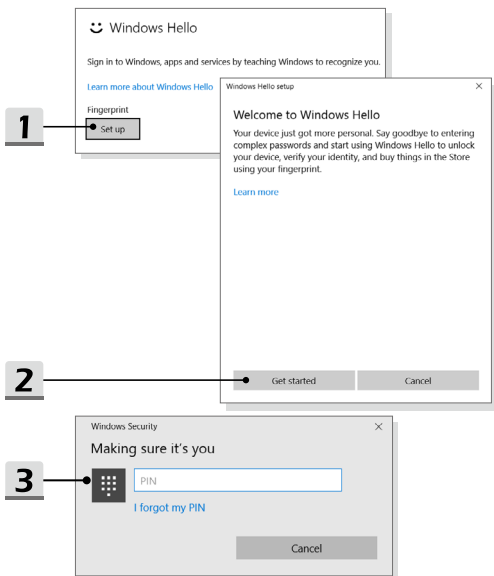 Windows Hello
Sign in to Windows, apps and services by teaching Windows to recognize you.
Learn more about Windows Hello
Fingerprint
1
Set up
Windows Hello setup
Welcome to Windows Hello
Your device just got more personal. Say goodbye to entering
complex passwords and start using Windows Hello to unlock
your device, verify your identity, and buy things in the Store
using your fingerprint.
Learn more
2
Get started
Cancel
Windows Security
Making sure it's you
3
PIN
I forgot my PIN
Cancel